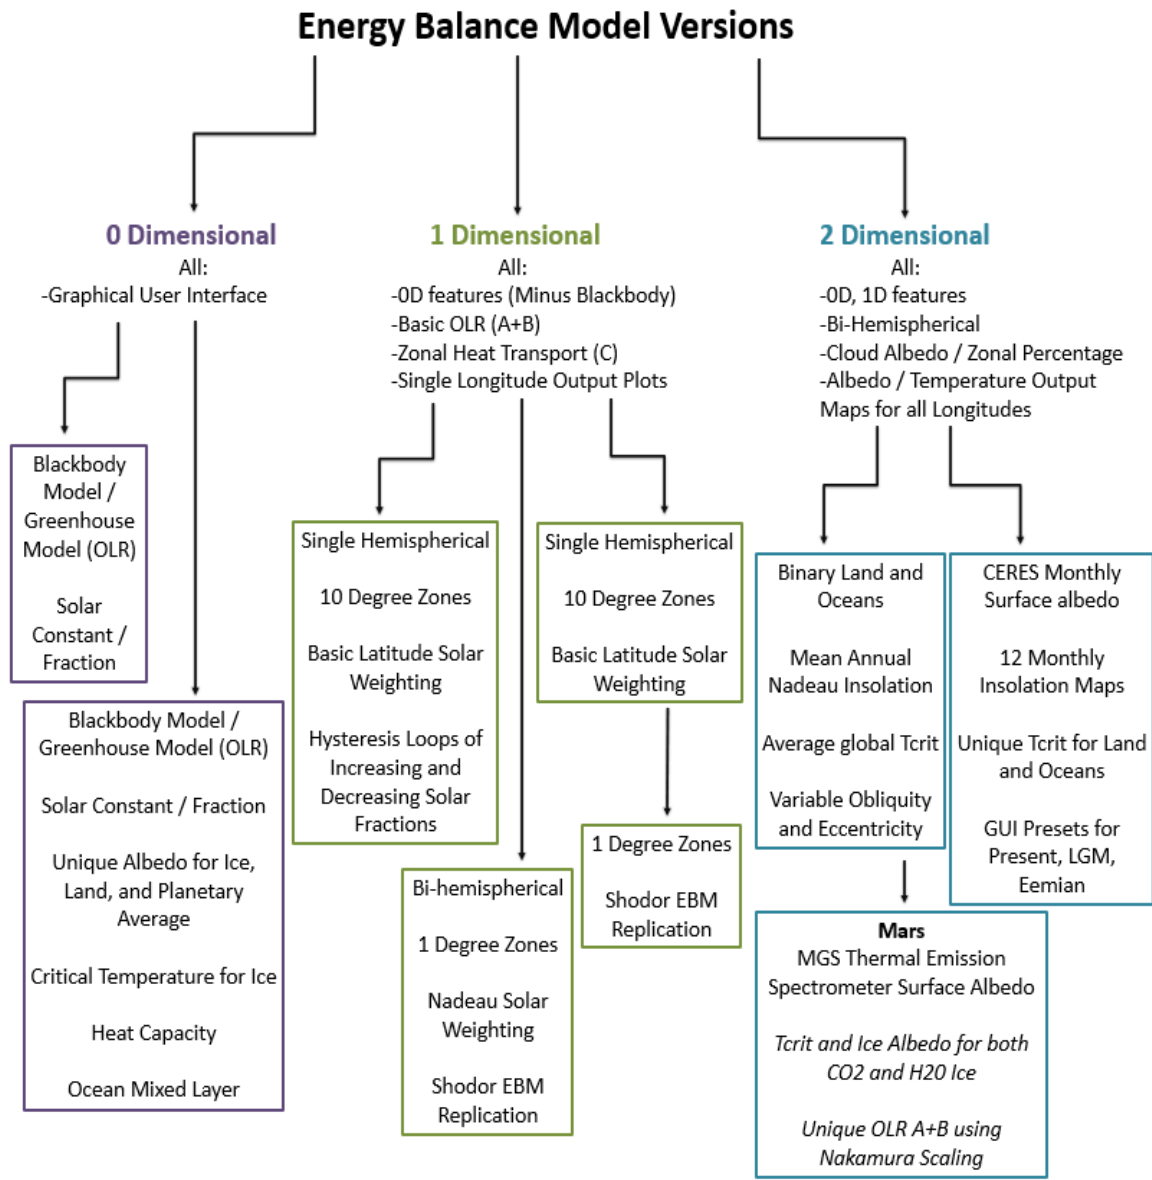 Energy Balance Model Versions
0 Dimensional
All:
-Graphical User Interface
Blackbody
Model /
Greenhouse
Model (OLR)
Solar
Constant /
Fraction
Blackbody Model /
Greenhouse Model (OLR)
Solar Constant / Fraction
Unique Albedo for Ice,
Land, and Planetary
Average
Critical Temperature for Ice
Heat Capacity
Ocean Mixed Layer
1 Dimensional
All:
-0D features (Minus Blackbody)
-Basic OLR (A+B)
-Zonal Heat Transport (C)
-Single Longitude Output Plots
Single Hemispherical
10 Degree Zones
Basic Latitude Solar
Weighting
Hysteresis Loops of
Increasing and
Decreasing Solar
Fractions
Bi-hemispherical
1 Degree Zones
Nadeau Solar
Weighting
Shodor EBM
Replication
Single Hemispherical
10 Degree Zones
Basic Latitude Solar
Weighting
1 Degree Zones
Shodor EBM
Replication
2 Dimensional
All:
-0D, 1D features
-Bi-Hemispherical
-Cloud Albedo / Zonal Percentage
-Albedo / Temperature Output
Maps for all Longitudes
Binary Land and
Oceans
Mean Annual
Nadeau Insolation
Average global Tcrit
Variable Obliquity
and Eccentricity
Mars
MGS Thermal Emission
Spectrometer Surface Albedo
Tcrit and Ice Albedo for both
CO2 and H20 Ice
Unique OLR A+B using
Nakamura Scaling
CERES Monthly
Surface albedo
12 Monthly
Insolation Maps
Unique Tcrit for Land
and Oceans
GUI Presets for
Present, LGM,
Eemian